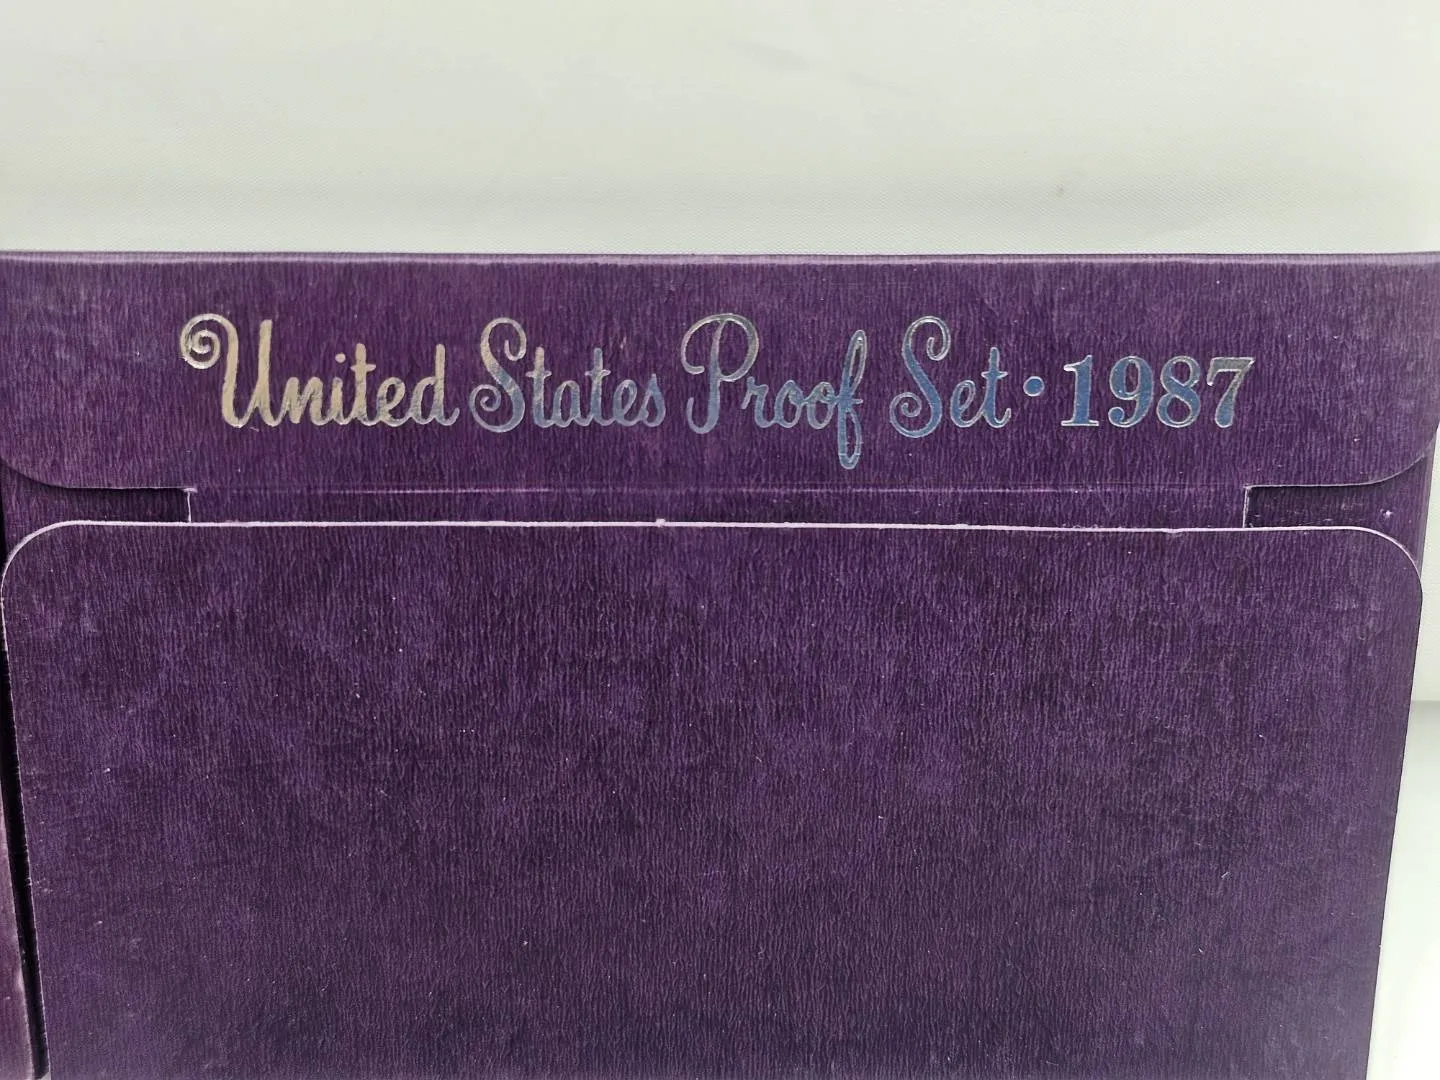 United States Proof Set • 1987